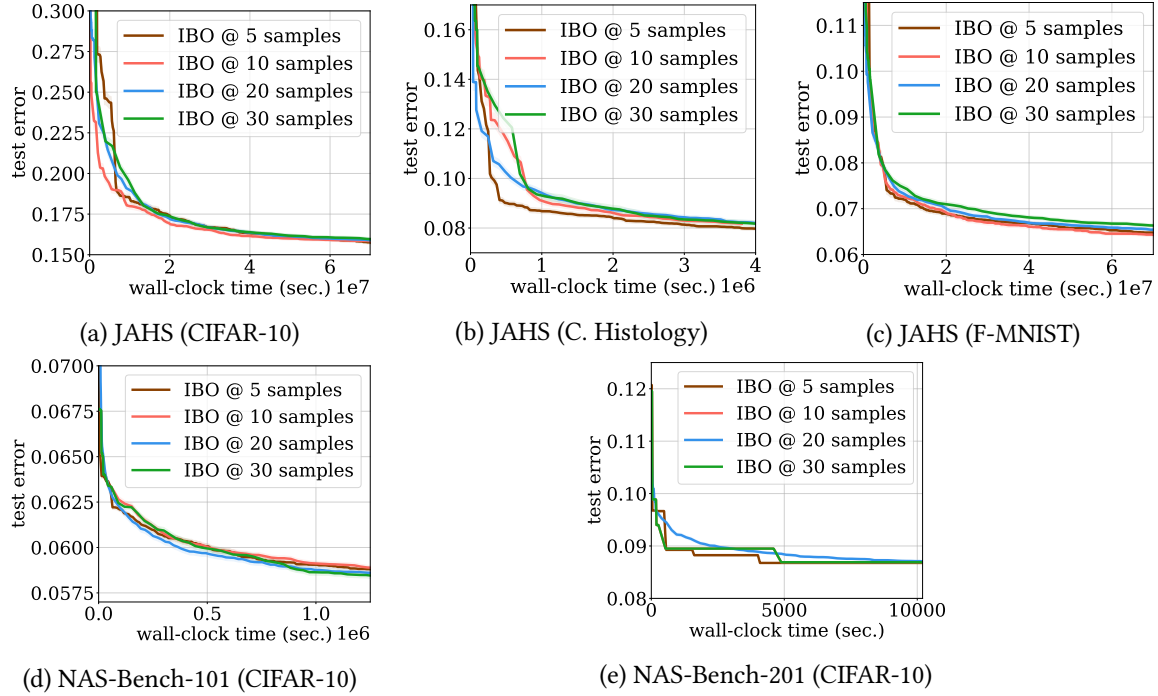 0.300
0.275
0.250
0.225
0.200
0.175
0.150
test error
IBO @ 5 samples
IBO @ 10 samples
IBO @ 20 samples
IBO @ 30 samples
0 2 4 6
wall-clock time (sec.) 1e7
(a) JAHS (CIFAR-10)
0.16
0.14
0.12
0.10
0.08
test error
IBO @ 5 samples
IBO @ 10 samples
IBO @ 20 samples
IBO @ 30 samples
0 1 2 3 4
wall-clock time (sec.) 1e6
(b) JAHS (C. Histology)
0.11
0.10
0.09
0.08
0.07
0.06
test error
IBO @ 5 samples
IBO @ 10 samples
IBO @ 20 samples
IBO @ 30 samples
0 2 4 6
wall-clock time (sec.) 1e7
(c) JAHS (F-MNIST)
0.0700
0.0675
0.0650
0.0625
0.0600
0.0575
test error
IBO @ 5 samples
IBO @ 10 samples
IBO @ 20 samples
IBO @ 30 samples
0.0 0.5 1.0
wall-clock time (sec.) 1e6
(d) NAS-Bench-101 (CIFAR-10)
0.12
0.11
0.10
0.09
0.08
test error
IBO @ 5 samples
IBO @ 10 samples
IBO @ 20 samples
IBO @ 30 samples
0 5000 10000
wall-clock time (sec.)
(e) NAS-Bench-201 (CIFAR-10)